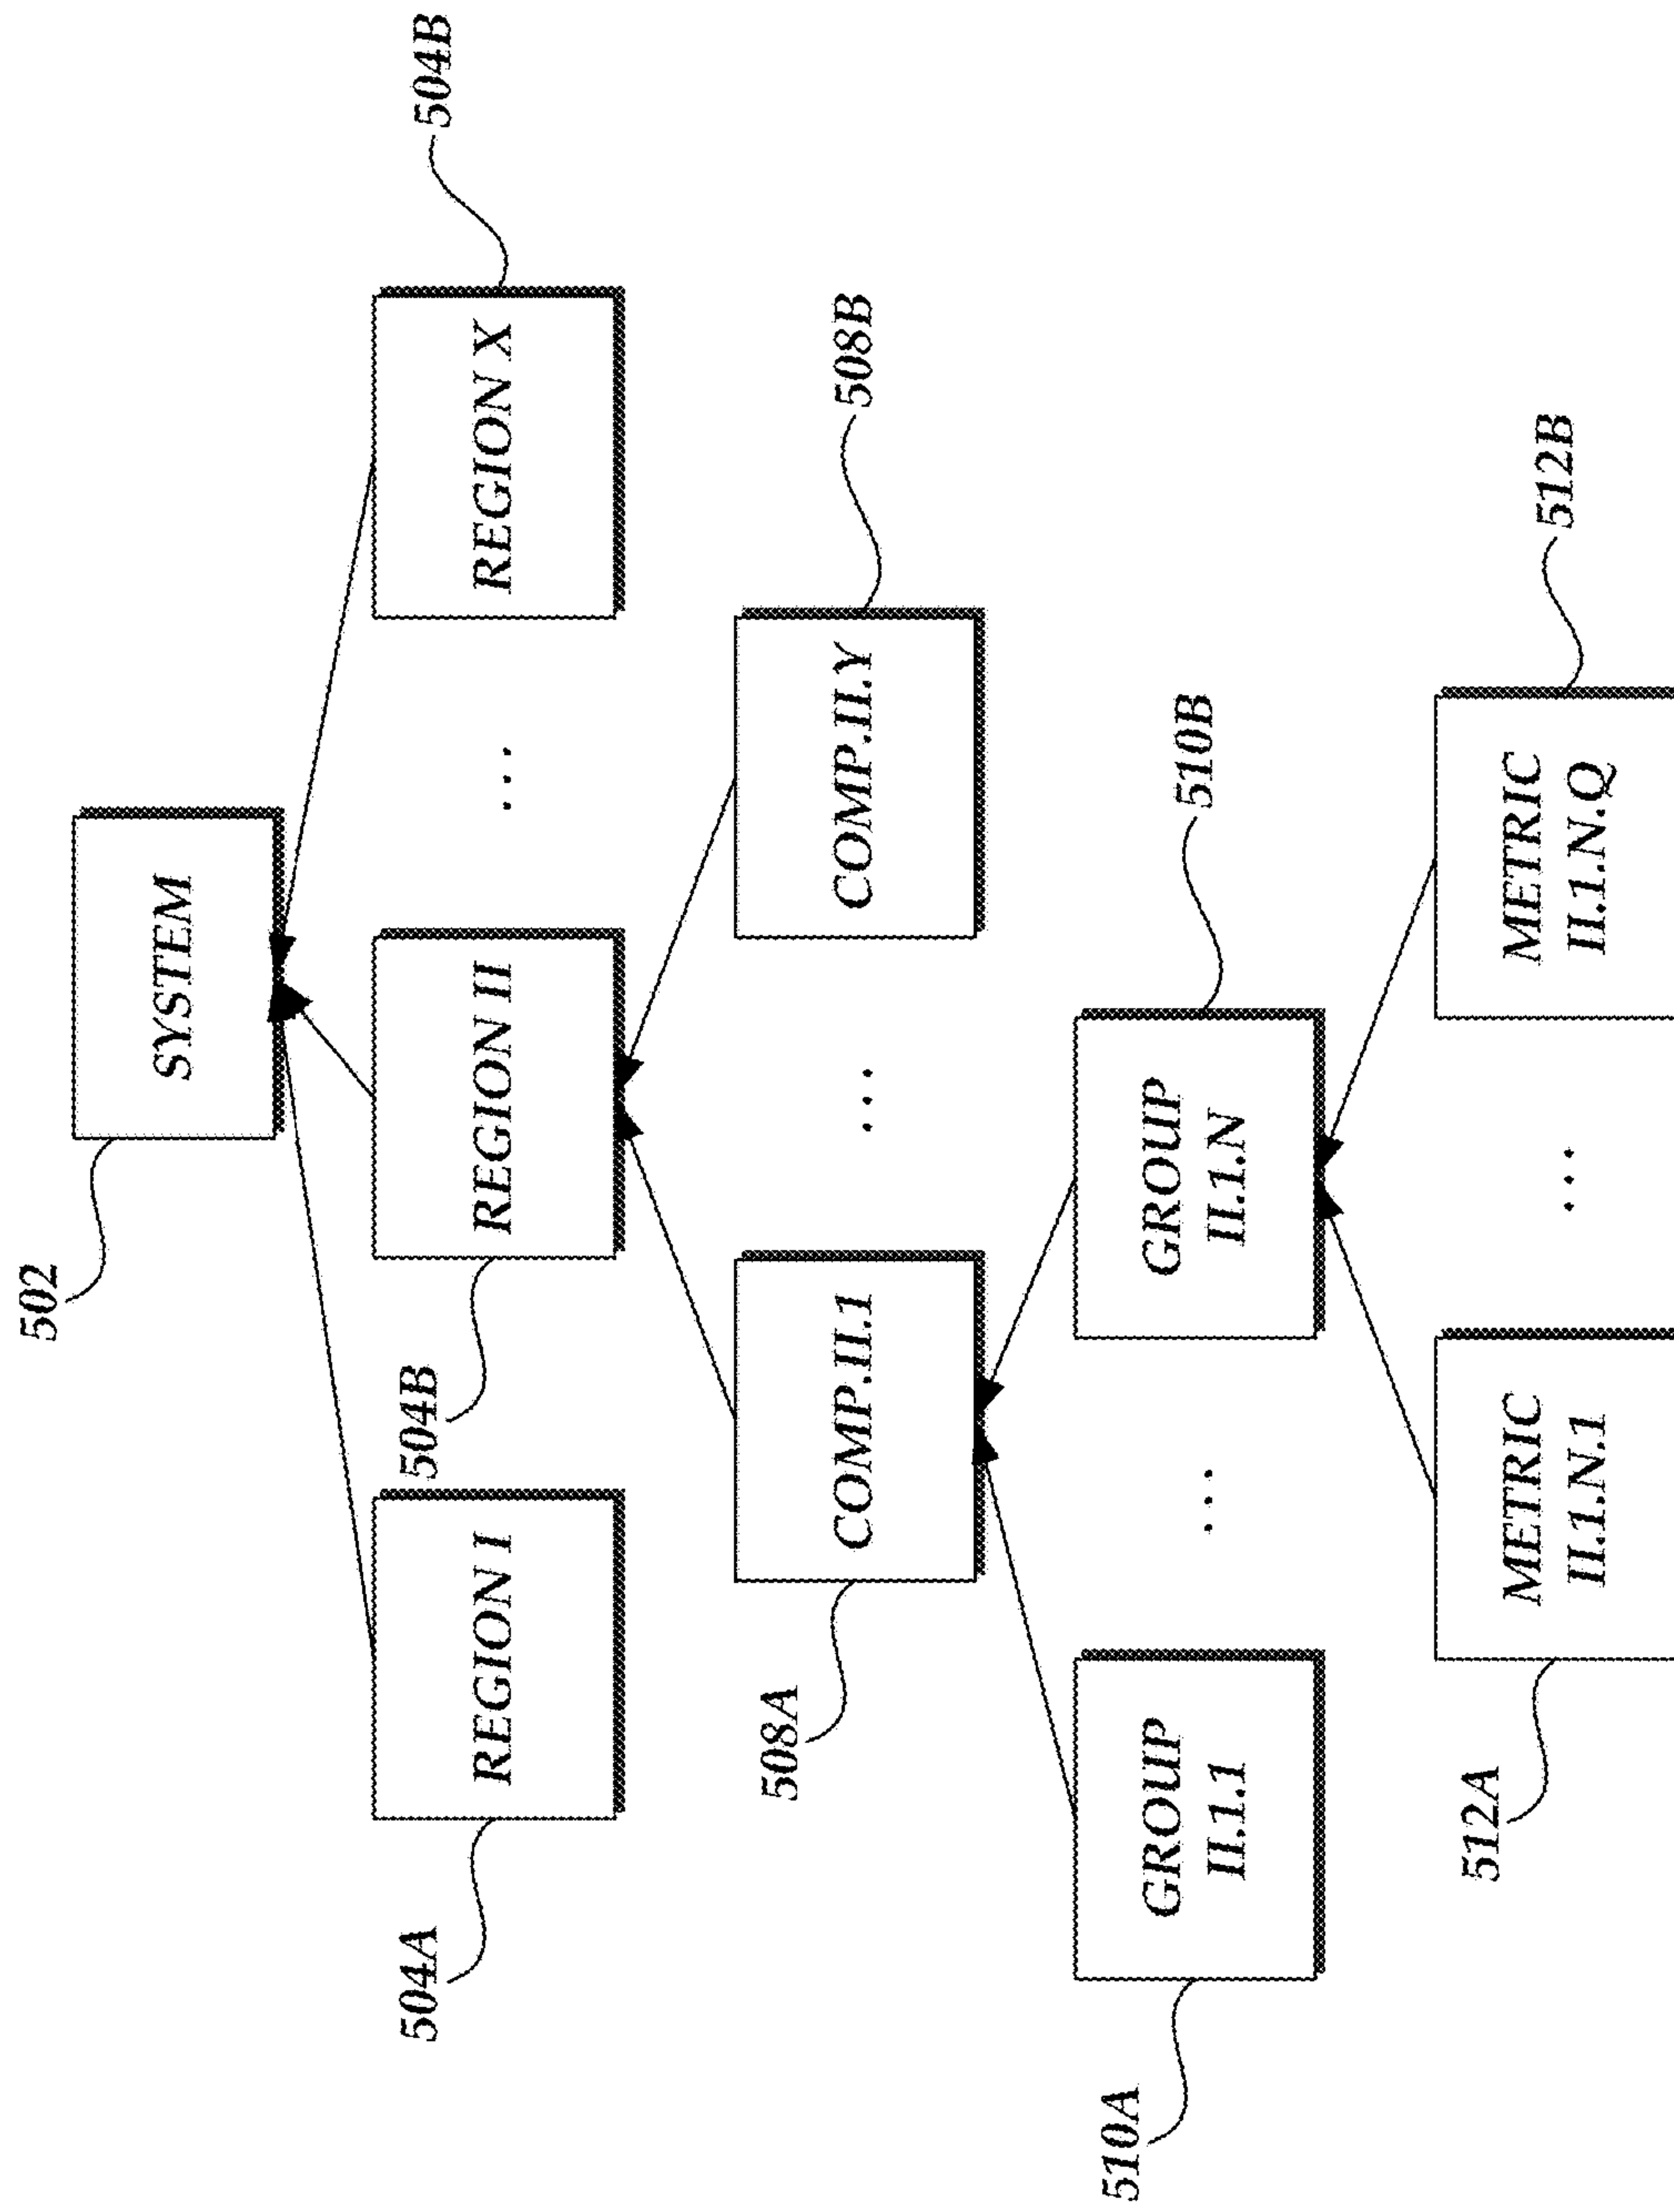 502
SYSTEM
504A
REGION I
504B
REGION II
...
REGION X
504B
508A
COMP.II.1
...
COMP.II.Y
508B
510A
GROUP
II.1.1
...
GROUP
II.1.N
510B
512A
METRIC
II.1.N.1
...
METRIC
II.1.N.Q
512B